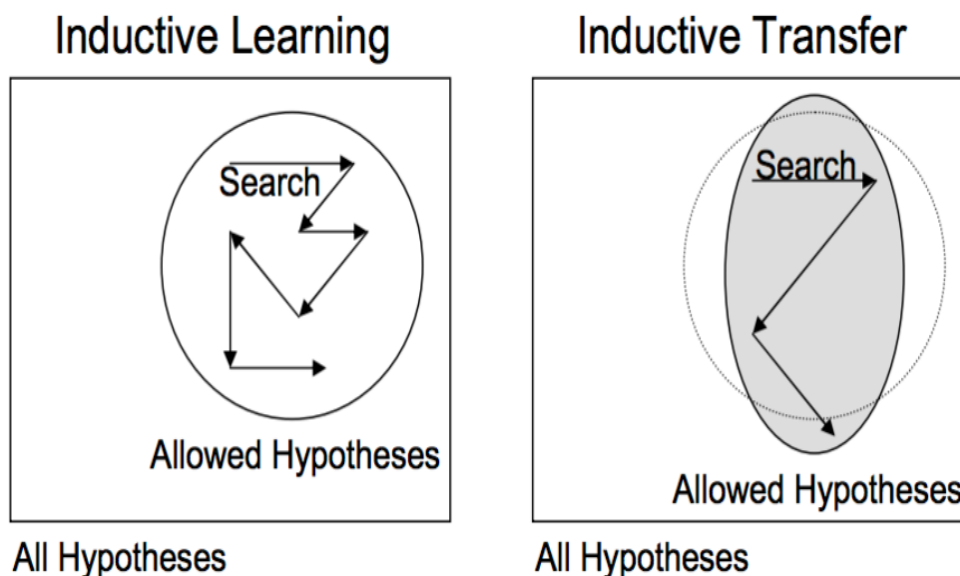 Inductive Learning
Search
Allowed Hypotheses
All Hypotheses
Inductive Transfer
Search
Allowed Hypotheses
All Hypotheses